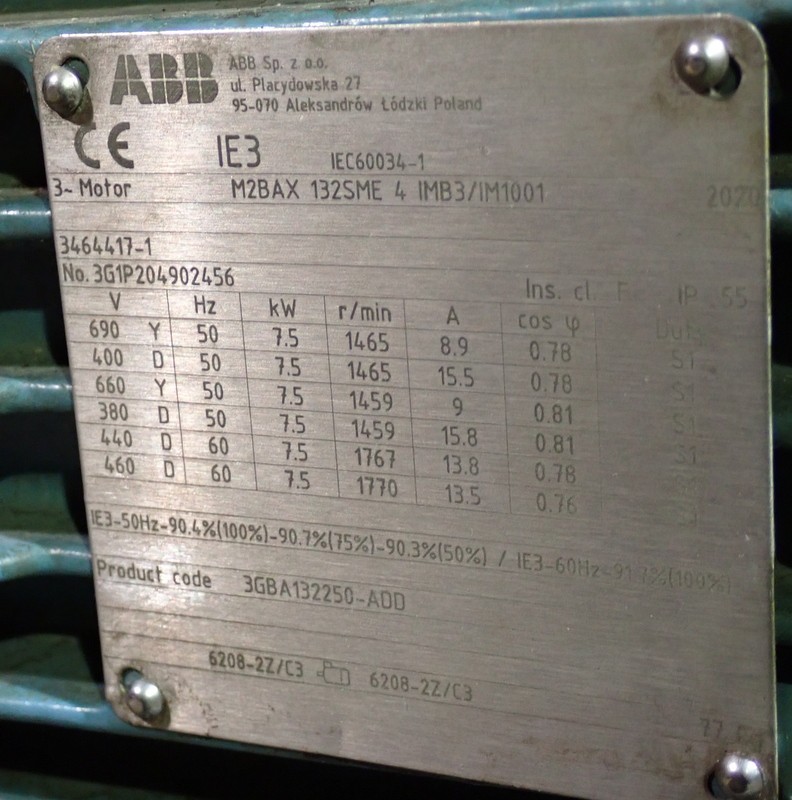 ABB
ABB Sp. z o.o.
ul. Placydowska 27
95-070 Aleksandrów Łódzki Poland
CE IE3 IEC60034-1
3~ Motor M2BAX 132SME 4 IMB3/IM1001 2020
3464417-1
No. 3G1P204902456
Ins. cl. F IP 55
V Hz kW r/min A cos φ Duty
690 Y 50 7.5 1465 8.9 0.78 S1
400 D 50 7.5 1465 15.5 0.78 S1
660 Y 50 7.5 1459 9 0.81 S1
380 D 50 7.5 1459 15.8 0.81 S1
440 D 60 7.5 1767 13.8 0.78
460 D 60 7.5 1770 13.5 0.76
IE3-50Hz-90.4%(100%)-90.7%(75%)-90.3%(50%) / IE3-60Hz-91.7%(100%)
Product code 3GBA132250-ADD
6208-2Z/C3 6208-2Z/C3